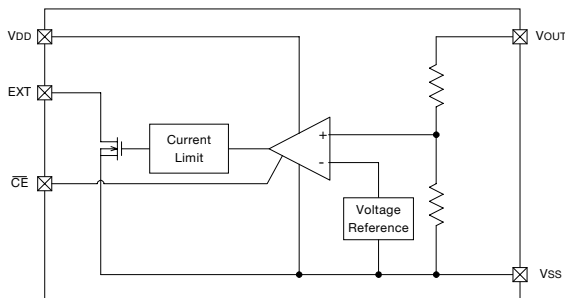 VDD
VOUT
EXT
Current
Limit
+
-
CE
Voltage
Reference
VSS